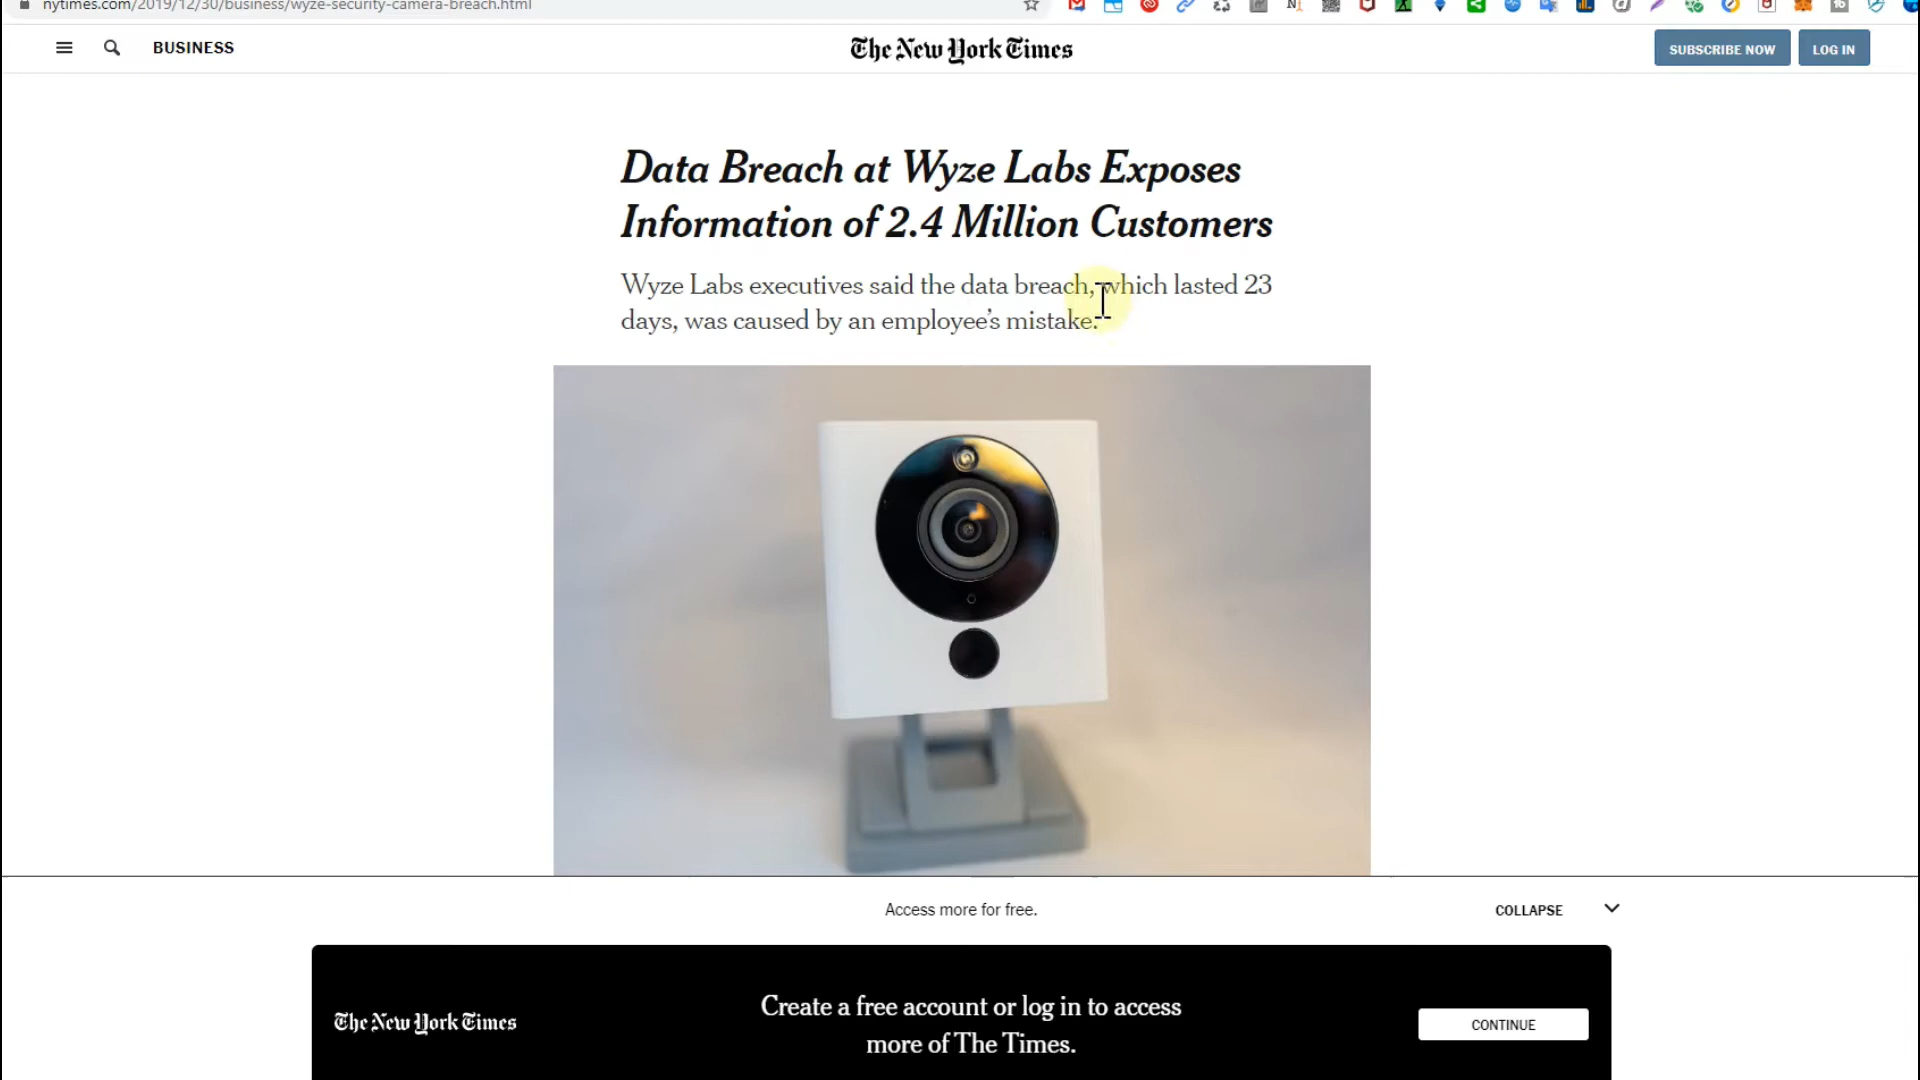 nytimes.com/2019/12/30/business/wyze-security-camera-breach.html
BUSINESS
The New York Times
SUBSCRIBE NOW
LOG IN
Data Breach at Wyze Labs Exposes
Information of 2.4 Million Customers
Wyze Labs executives said the data breach, which lasted 23
days, was caused by an employee’s mistake.
Access more for free.
COLLAPSE
The New York Times
Create a free account or log in to access
more of The Times.
CONTINUE